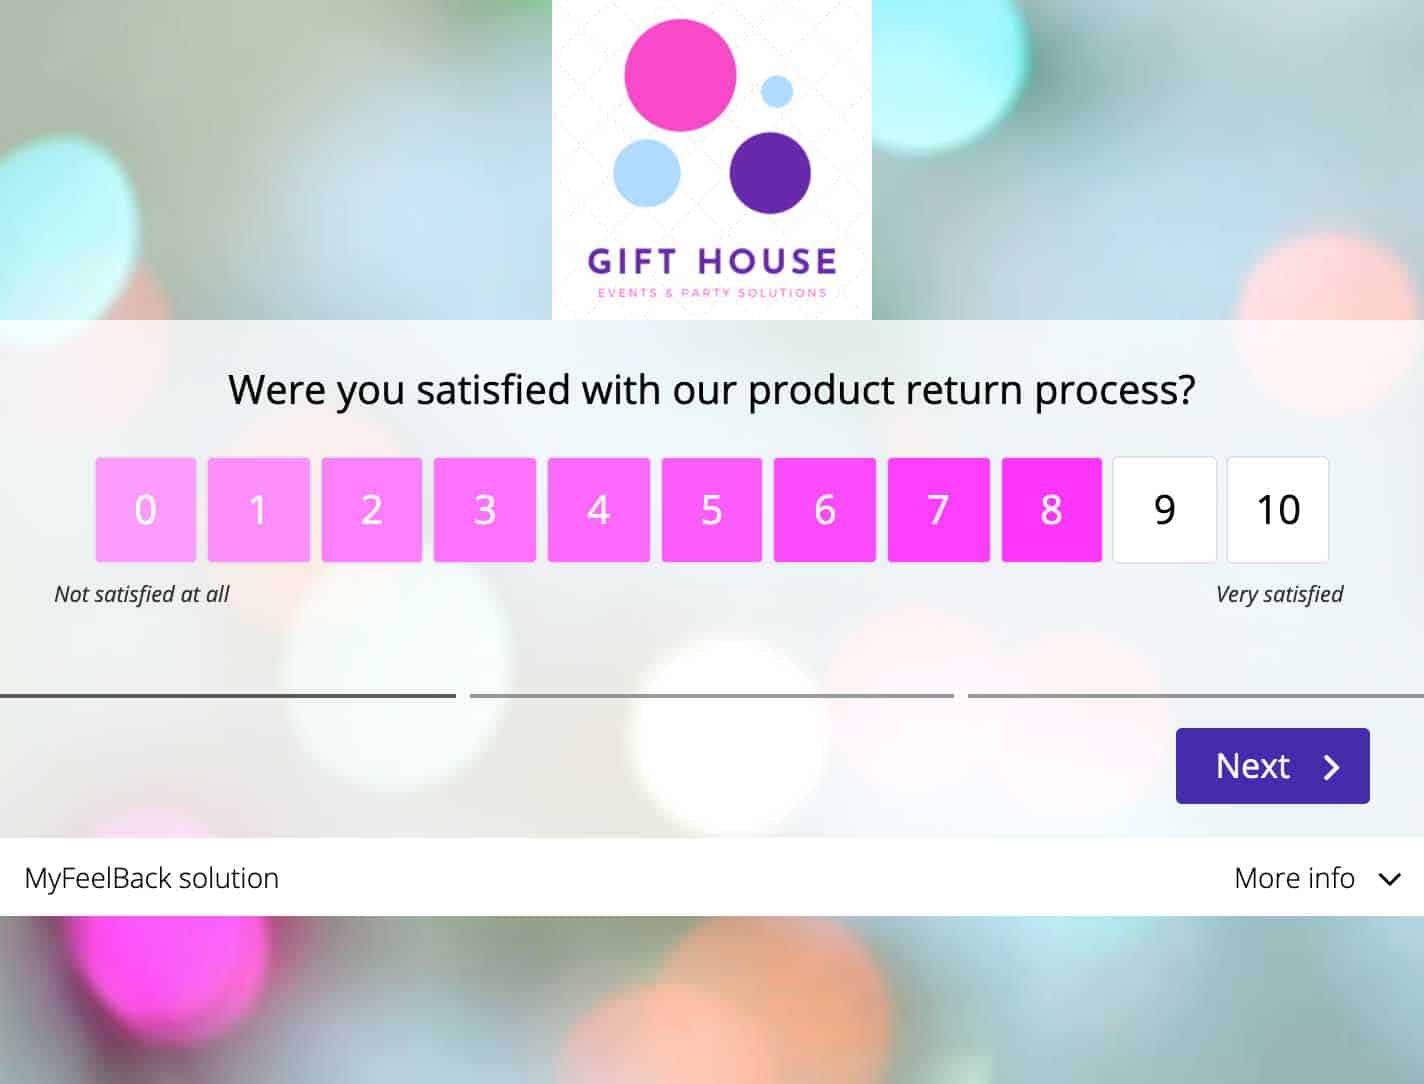 GIFT HOUSE
EVENTS & PARTY SOLUTIONS
Were you satisfied with our product return process?
0 1 2 3 4 5 6 7 8 9 10
Not satisfied at all Very satisfied
Next
MyFeelBack solution More info